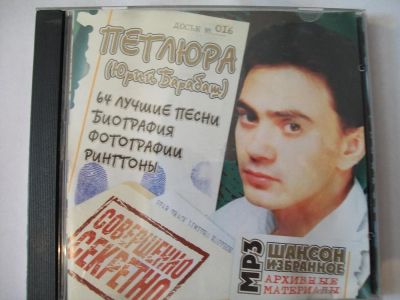 ДОСЬЕ № 016
ПЕТЛЮРА
(Юрий Барабаш)
64 ЛУЧШИЕ ПЕСНИ
БИОГРАФИЯ
ФОТОГРАФИИ
РИНГТОНЫ
СОВЕРШЕННО
СЕКРЕТНО
MP3
ШАНСОН
ИЗБРАННОЕ
АРХИВНЫЕ
МАТЕРИАЛЫ